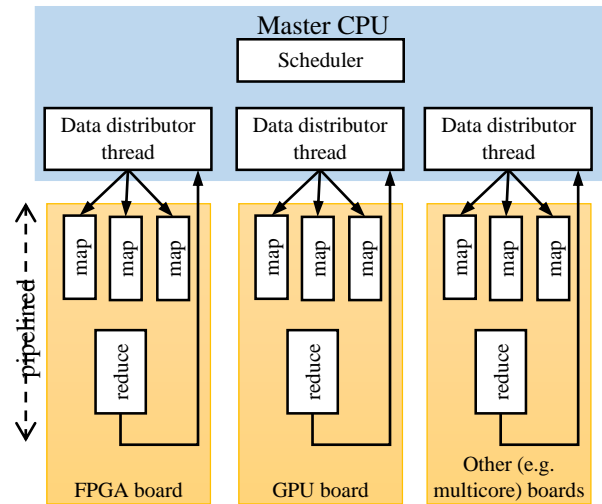 Master CPU
Scheduler
Data distributor
thread
Data distributor
thread
Data distributor
thread
pipelined
map
map
map
map
map
map
map
map
map
reduce
reduce
reduce
FPGA board
GPU board
Other (e.g.
multicore) boards